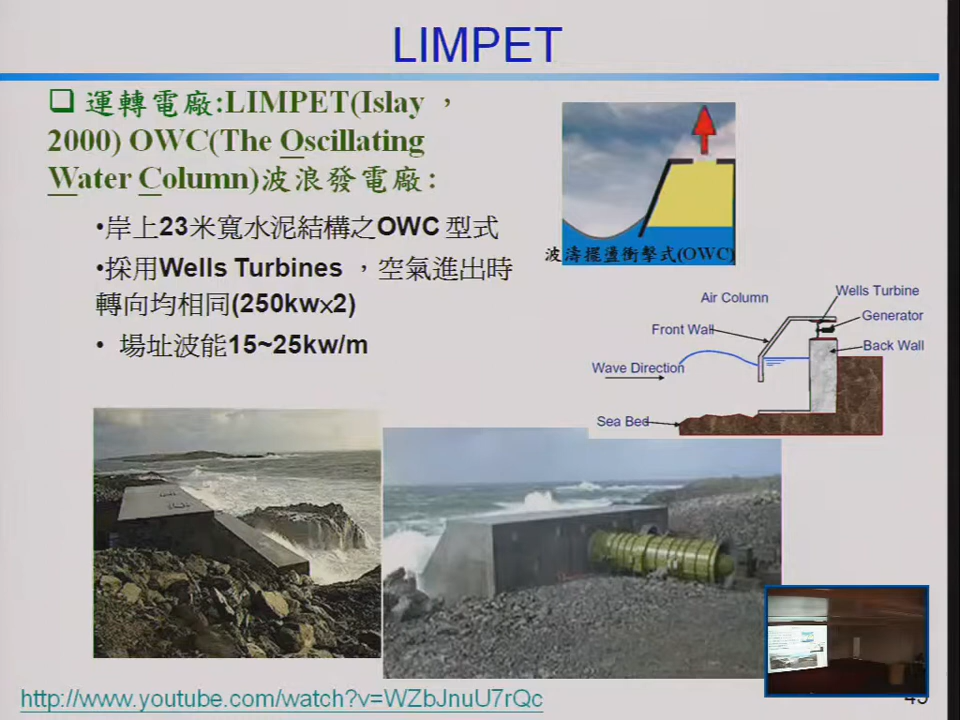 LIMPET
❑ 運轉電廠:LIMPET(Islay ,
2000) OWC(The Oscillating
Water Column)波浪發電廠:
•岸上23米寬水泥結構之OWC 型式
•採用Wells Turbines ,空氣進出時
轉向均相同(250kwx2)
• 場址波能15~25kw/m
波濤擺盪衝擊式(OWC)
Air Column
Wells Turbine
Generator
Front Wall
Back Wall
Wave Direction
Sea Bed
http://www.youtube.com/watch?v=WZbJnuU7rQc